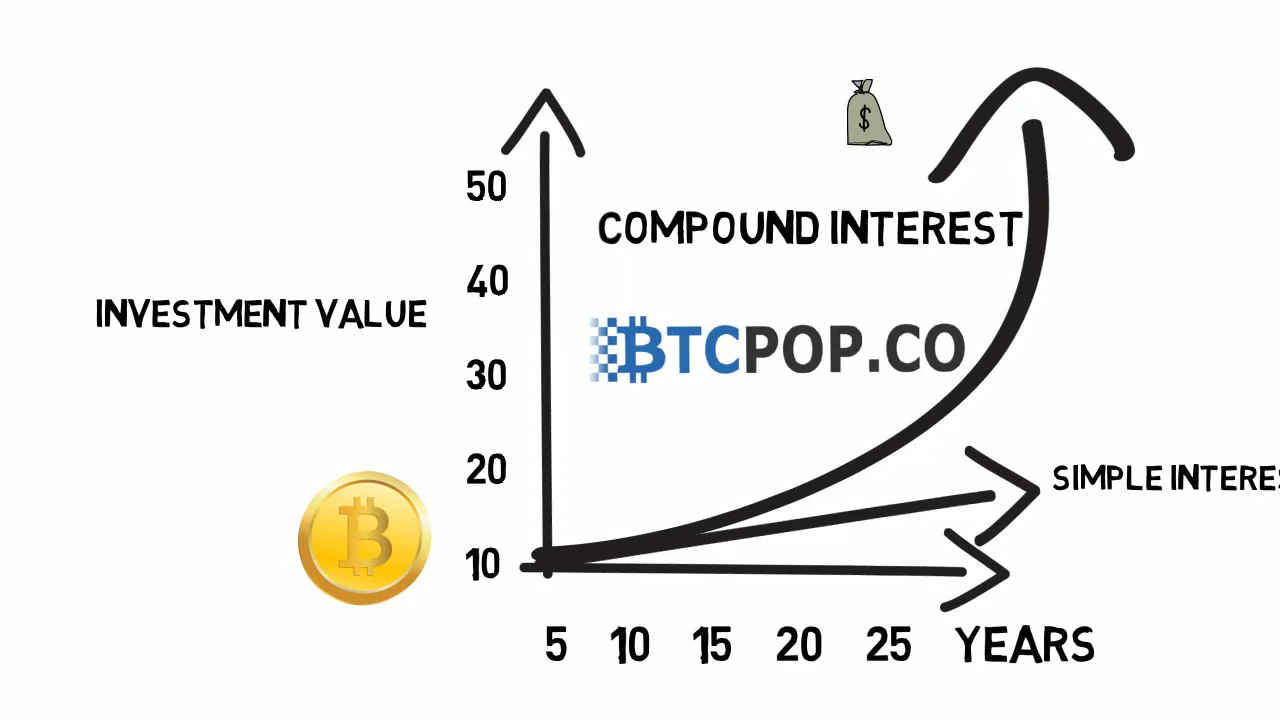 50
COMPOUND INTEREST
40
INVESTMENT VALUE
BTCPOP.CO
30
20
SIMPLE INTERES
10
5 10 15 20 25 YEARS
$
B